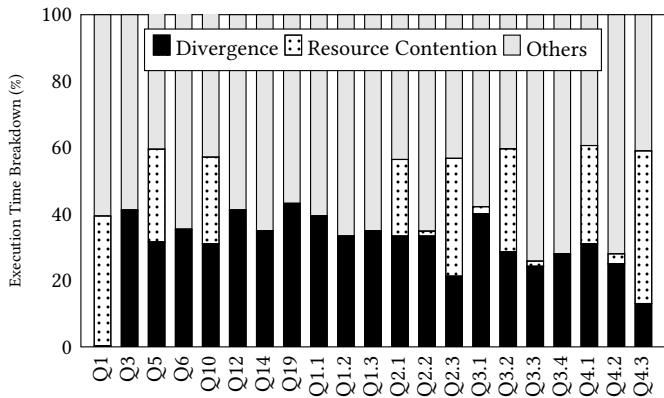 Execution Time Breakdown (%)
100
80
60
40
20
0
Divergence Resource Contention Others
Q1 Q3 Q5 Q6 Q10 Q12 Q14 Q19 Q1.1 Q1.2 Q1.3 Q2.1 Q2.2 Q2.3 Q3.1 Q3.2 Q3.3 Q3.4 Q4.1 Q4.2 Q4.3